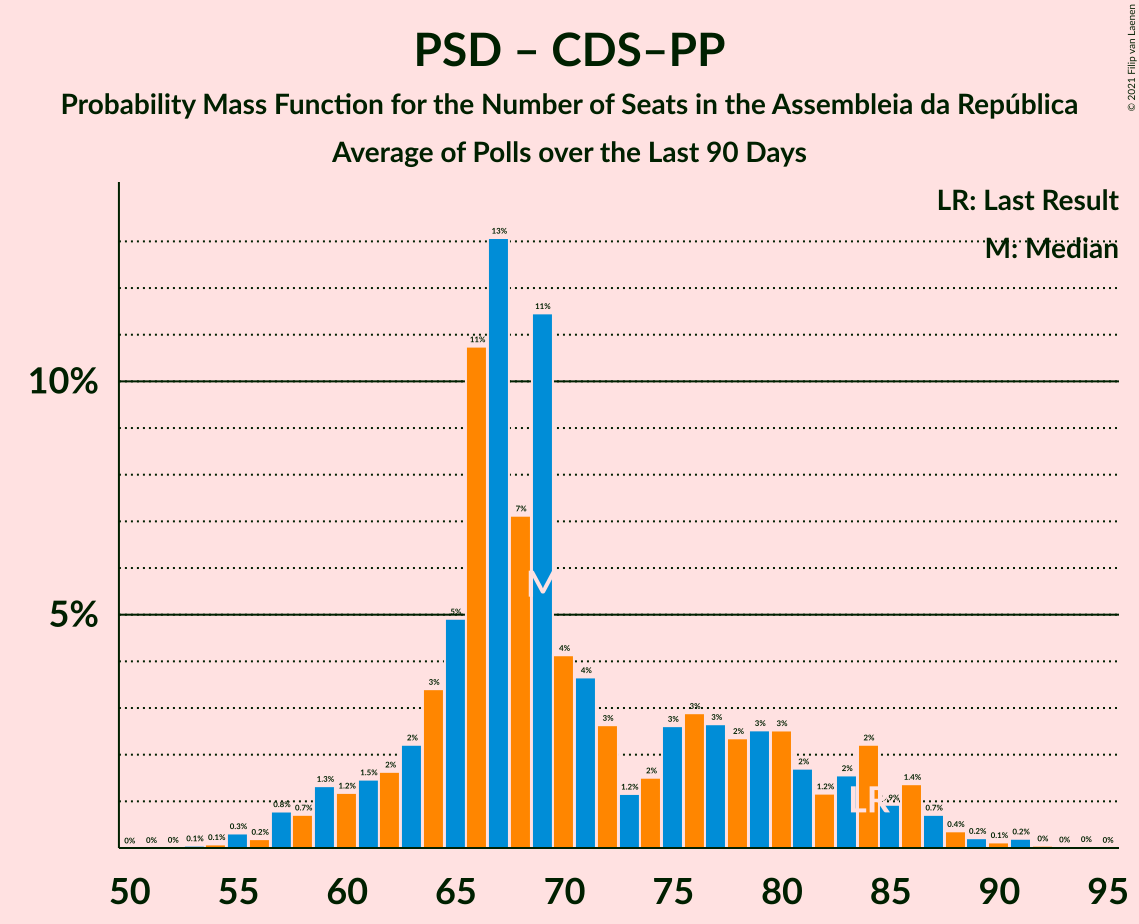 PSD – CDS–PP
Probability Mass Function for the Number of Seats in the Assembleia da República
Average of Polls over the Last 90 Days
© 2021 Filip van Laenen
LR: Last Result
M: Median
10%
5%
0% 0% 0% 0.1% 0.1% 0.3% 0.2% 0.8% 0.7% 1.3% 1.2% 1.5% 2% 2% 3% 5% 11% 13% 7% 11% 4% 4% 3% 1.2% 2% 3% 3% 3% 2% 3% 3% 2% 1.2% 2% 2% 0.9% 1.4% 0.7% 0.4% 0.2% 0.1% 0.2% 0% 0% 0% 0%
M
LR
50 55 60 65 70 75 80 85 90 95